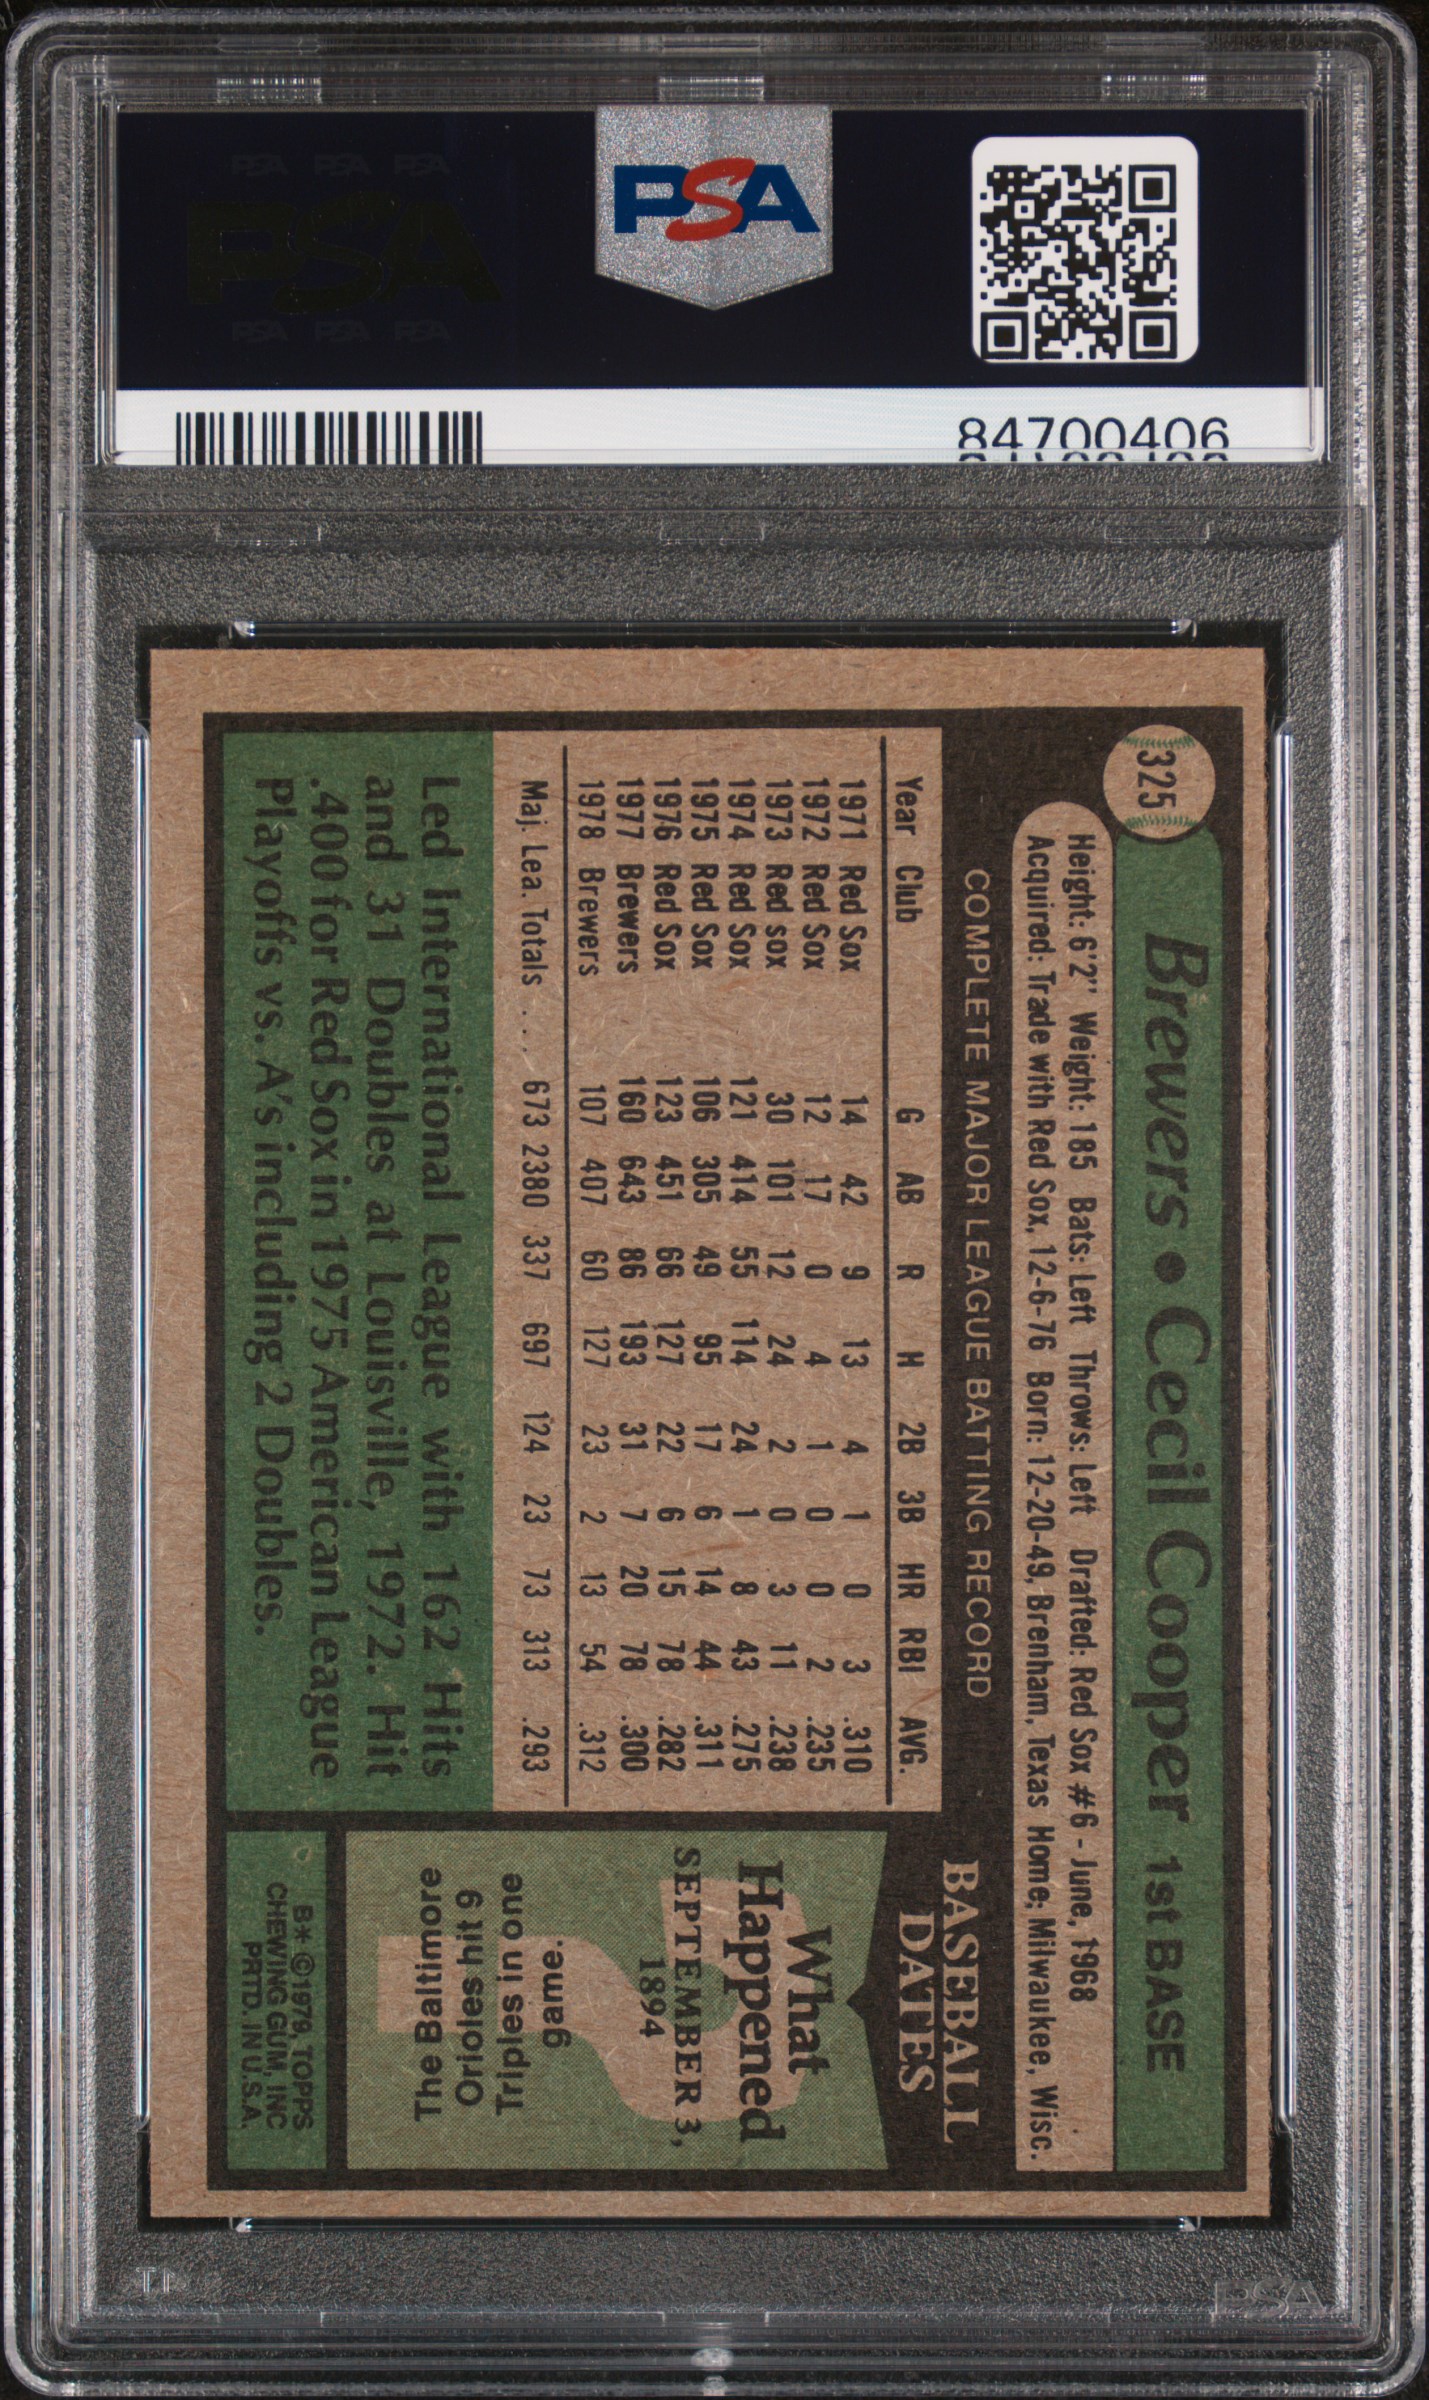 PSA PSA PSA
PSA
PSA PSA PSA
PSA
84700406
325
Brewers • Cecil Cooper 1st BASE
Height: 6'2" Weight: 185 Bats: Left Throws: Left Drafted: Red Sox #6 - June, 1968
Acquired: Trade with Red Sox, 12-6-76 Born: 12-20-49, Brenham, Texas Home; Milwaukee, Wisc.
COMPLETE MAJOR LEAGUE BATTING RECORD
Year Club G AB R H 2B 3B HR RBI AVG.
1971 Red Sox 14 42 9 13 4 1 0 3 .310
1972 Red Sox 12 17 0 4 1 0 0 2 .235
1973 Red sox 30 101 12 24 2 0 3 11 .238
1974 Red Sox 121 414 55 114 24 1 8 43 .275
1975 Red Sox 106 305 49 95 17 6 14 44 .311
1976 Red Sox 123 451 66 127 22 6 15 78 .282
1977 Brewers 160 643 86 193 31 7 20 78 .300
1978 Brewers 107 407 60 127 23 2 13 54 .312
Maj. Lea. Totals . . . 673 2380 337 697 124 23 73 313 .293
Led International League with 162 Hits
and 31 Doubles at Louisville, 1972. Hit
.400 for Red Sox in 1975 American League
Playoffs vs. A's including 2 Doubles.
BASEBALL
DATES
What
Happened
SEPTEMBER 3,
1894
?
The Baltimore
Orioles hit 9
Triples in one
game.
B* ©1979, TOPPS
CHEWING GUM, INC
PRTD. IN U.S.A.
PSA